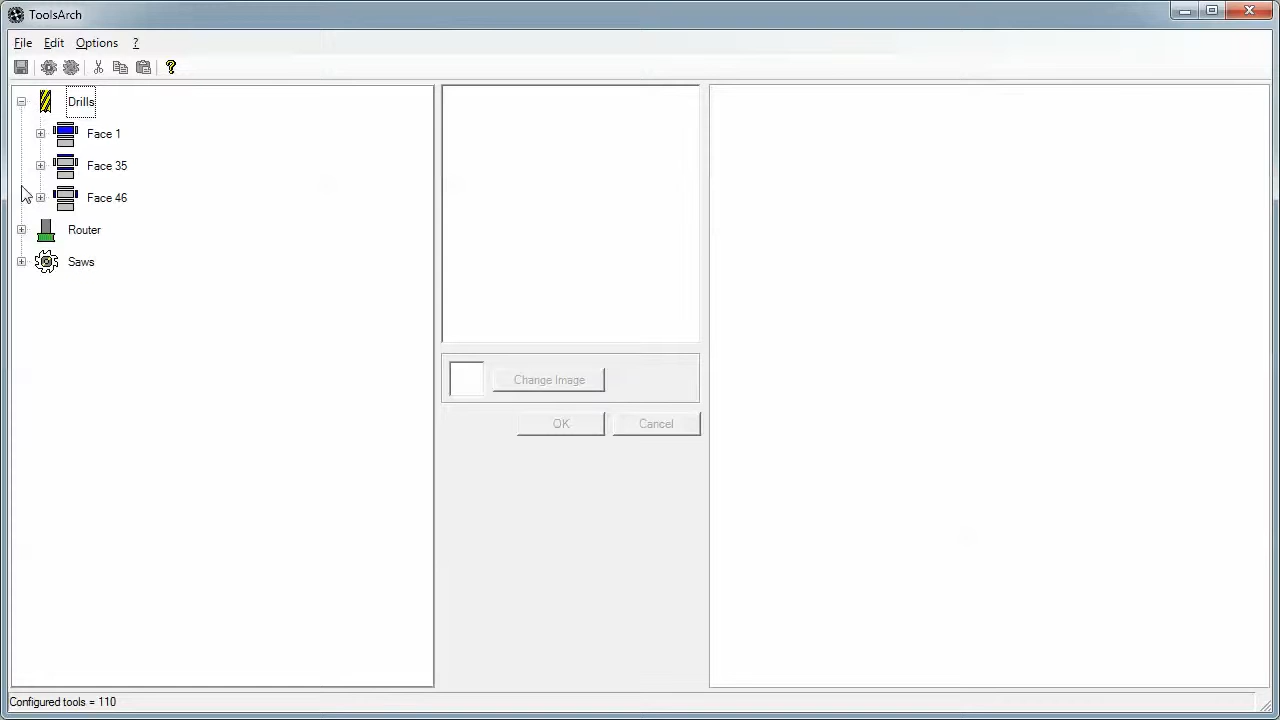 ToolsArch
File Edit Options ?
Drills
Face 1
Face 35
Face 46
Router
Saws
Change Image
OK Cancel
Configured tools = 110